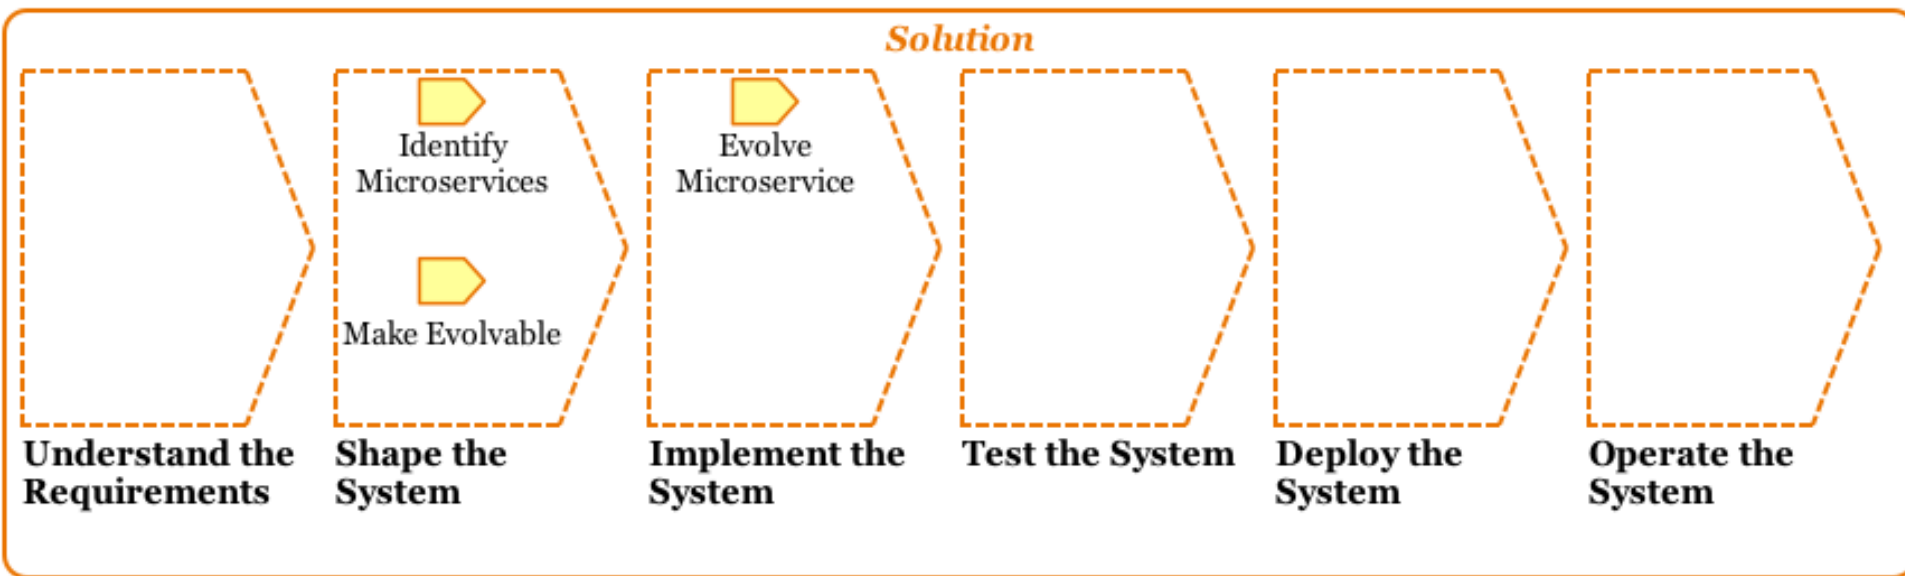 Solution
Identify
Microservices
Make Evolvable
Evolve
Microservice
Understand the
Requirements
Shape the
System
Implement the
System
Test the System
Deploy the
System
Operate the
System